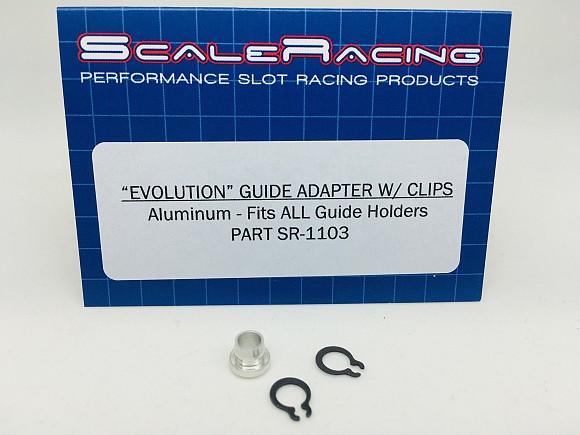 SCALERACING
PERFORMANCE SLOT RACING PRODUCTS
"EVOLUTION" GUIDE ADAPTER W/ CLIPS
Aluminum - Fits ALL Guide Holders
PART SR-1103